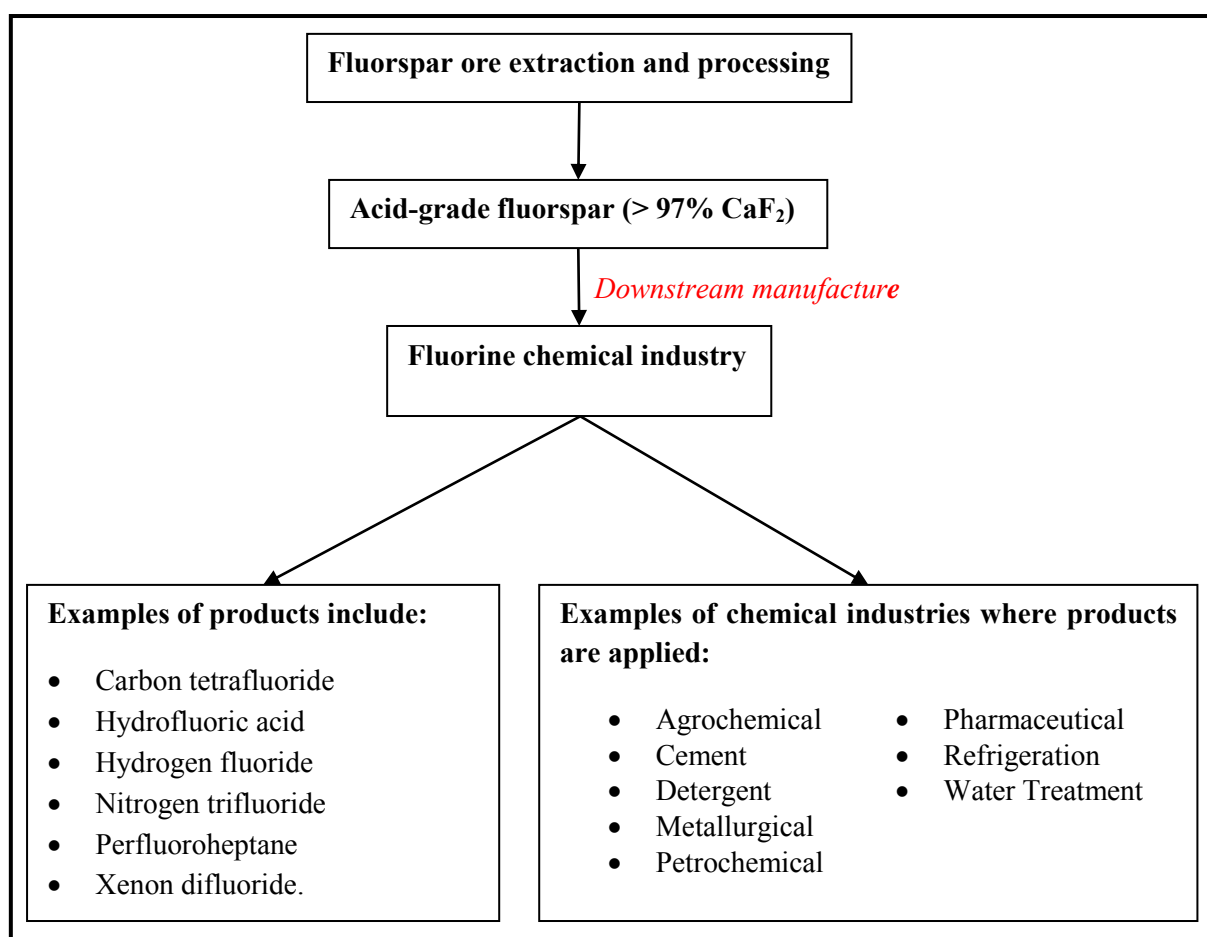 Fluorspar ore extraction and processing
Acid-grade fluorspar (> 97% CaF₂)
Downstream manufacture
Fluorine chemical industry
Examples of products include:
• Carbon tetrafluoride
• Hydrofluoric acid
• Hydrogen fluoride
• Nitrogen trifluoride
• Perfluoroheptane
• Xenon difluoride.
Examples of chemical industries where products
are applied:
• Agrochemical
• Cement
• Detergent
• Metallurgical
• Petrochemical
• Pharmaceutical
• Refrigeration
• Water Treatment